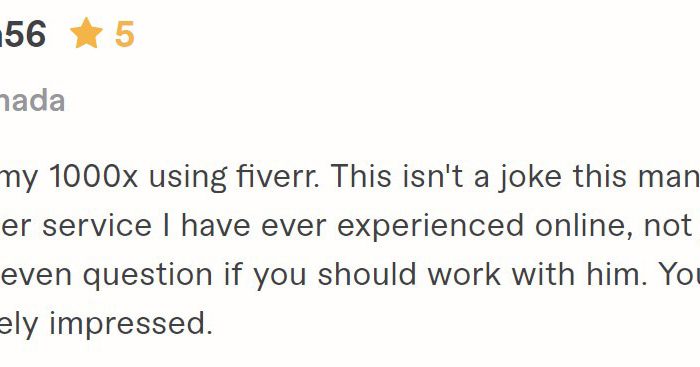 56 5
nada
my 1000x using fiverr. This isn't a joke this man
er service I have ever experienced online, not
even question if you should work with him. You
ely impressed.